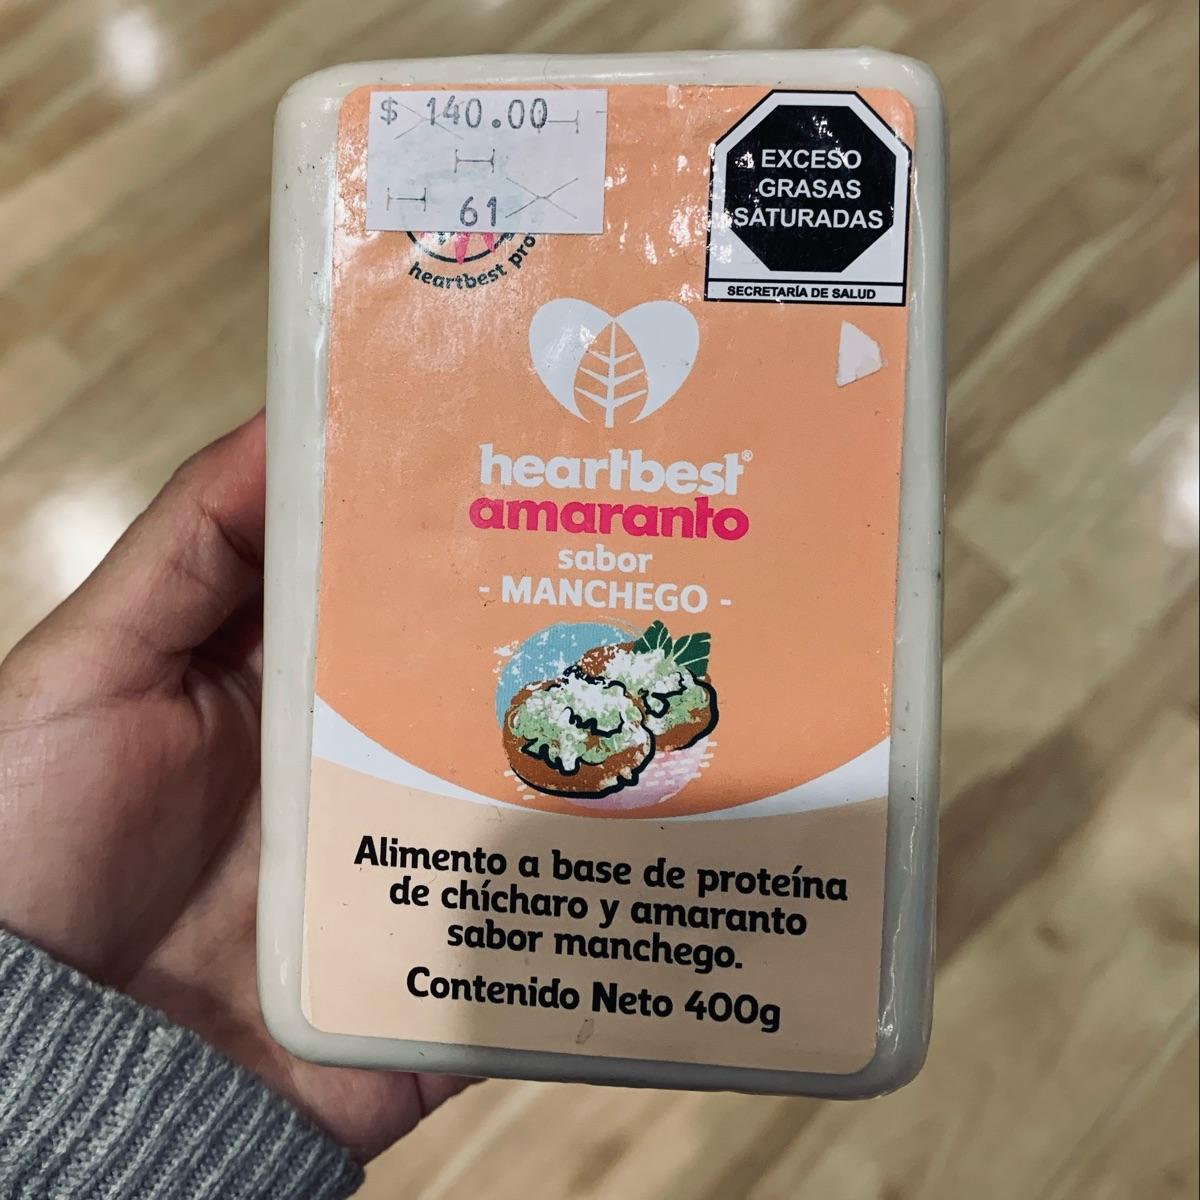 $ 140.00
61
heartbest pro
EXCESO
GRASAS
SATURADAS
SECRETARÍA DE SALUD
heartbest®
amaranto
sabor
- MANCHEGO -
Alimento a base de proteína
de chícharo y amaranto
sabor manchego.
Contenido Neto 400g